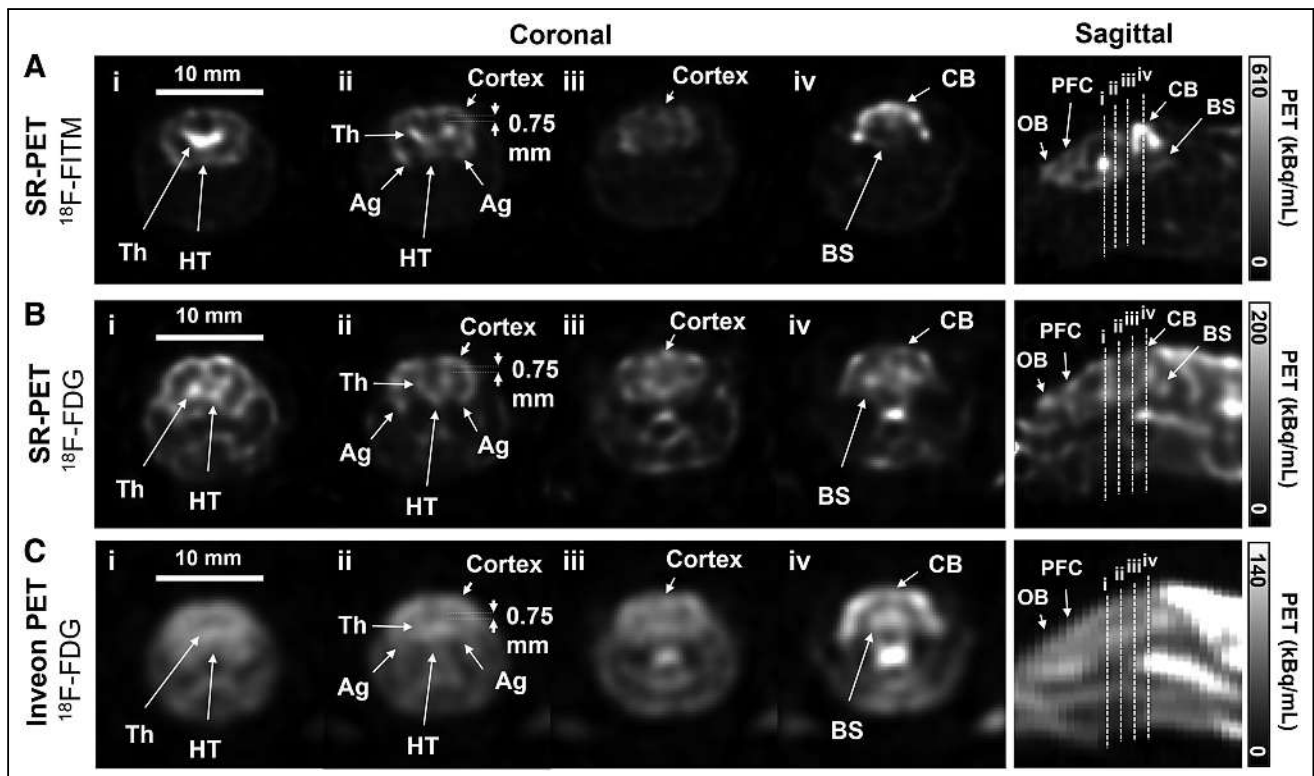 Coronal
Sagittal
A
SR-PET
¹⁸F-FITM
i
10 mm
Th
HT
ii
Cortex
Th
0.75
mm
Ag
Ag
HT
iii
Cortex
iv
CB
BS
OB
PFC
i
ii
iii
iv
CB
BS
610
0
PET (kBq/mL)
B
SR-PET
¹⁸F-FDG
i
10 mm
Th
HT
ii
Cortex
Th
0.75
mm
Ag
Ag
HT
iii
Cortex
iv
CB
BS
OB
PFC
i
ii
iii
iv
CB
BS
200
0
PET (kBq/mL)
C
Inveon PET
¹⁸F-FDG
i
10 mm
Th
HT
ii
Cortex
Th
0.75
mm
Ag
Ag
HT
iii
Cortex
iv
CB
BS
OB
PFC
i
ii
iii
iv
140
0
PET (kBq/mL)